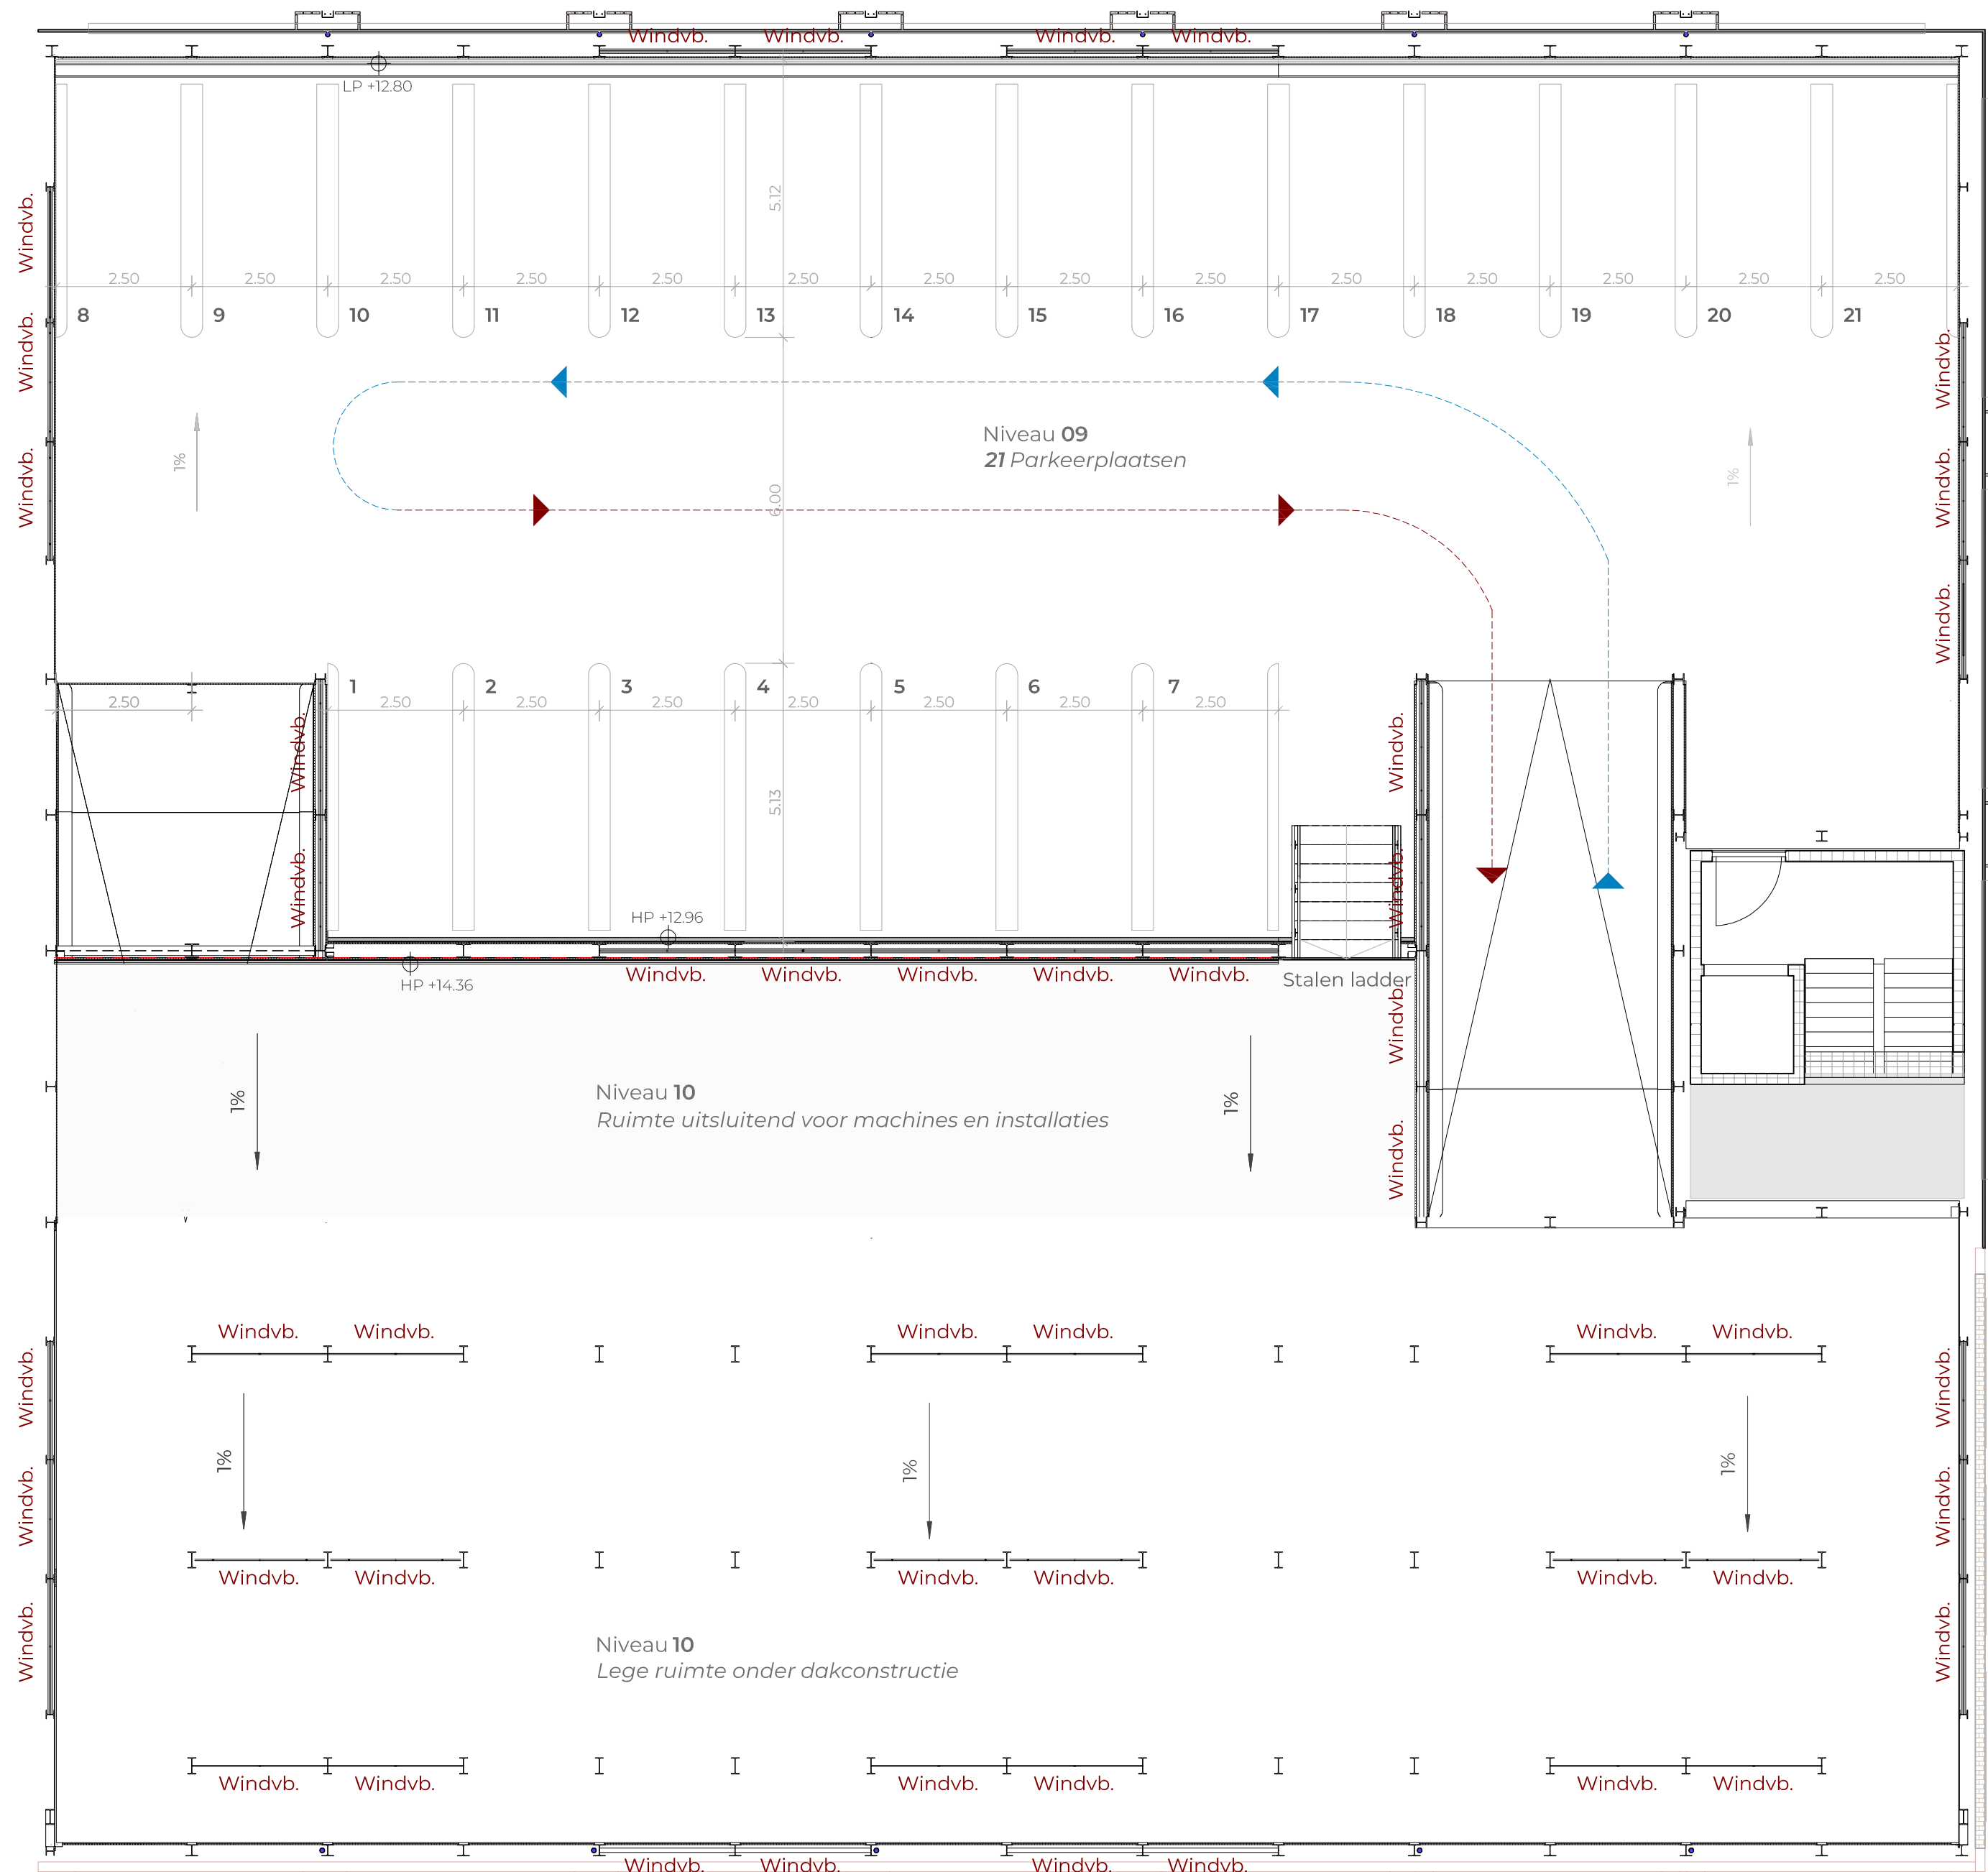 Windvb. Windvb. Windvb. Windvb.
LP +12.80
5.12
Windvb.
2.50 2.50 2.50 2.50 2.50 2.50 2.50 2.50 2.50 2.50 2.50 2.50 2.50 2.50
8 9 10 11 12 13 14 15 16 17 18 19 20 21
Windvb. Windvb.
Niveau 09
21 Parkeerplaatsen
1% 1%
Windvb. Windvb.
6.00
Windvb.
1 2 3 4 5 6 7
2.50 2.50 2.50 2.50 2.50 2.50 2.50 2.50
Windvb. Windvb.
5.13
Windvb. Windvb.
HP +12.96
Windvb. Windvb. Windvb. Windvb. Windvb.
HP +14.36
Stalen ladder
Windvb.
Niveau 10
Ruimte uitsluitend voor machines en installaties
1% 1%
Windvb.
Windvb. Windvb. Windvb. Windvb. Windvb. Windvb.
Windvb. Windvb.
1% 1% 1%
Windvb. Windvb.
Windvb. Windvb. Windvb. Windvb. Windvb. Windvb.
Windvb. Windvb.
Niveau 10
Lege ruimte onder dakconstructie
Windvb. Windvb. Windvb. Windvb. Windvb. Windvb.
Windvb. Windvb. Windvb. Windvb.